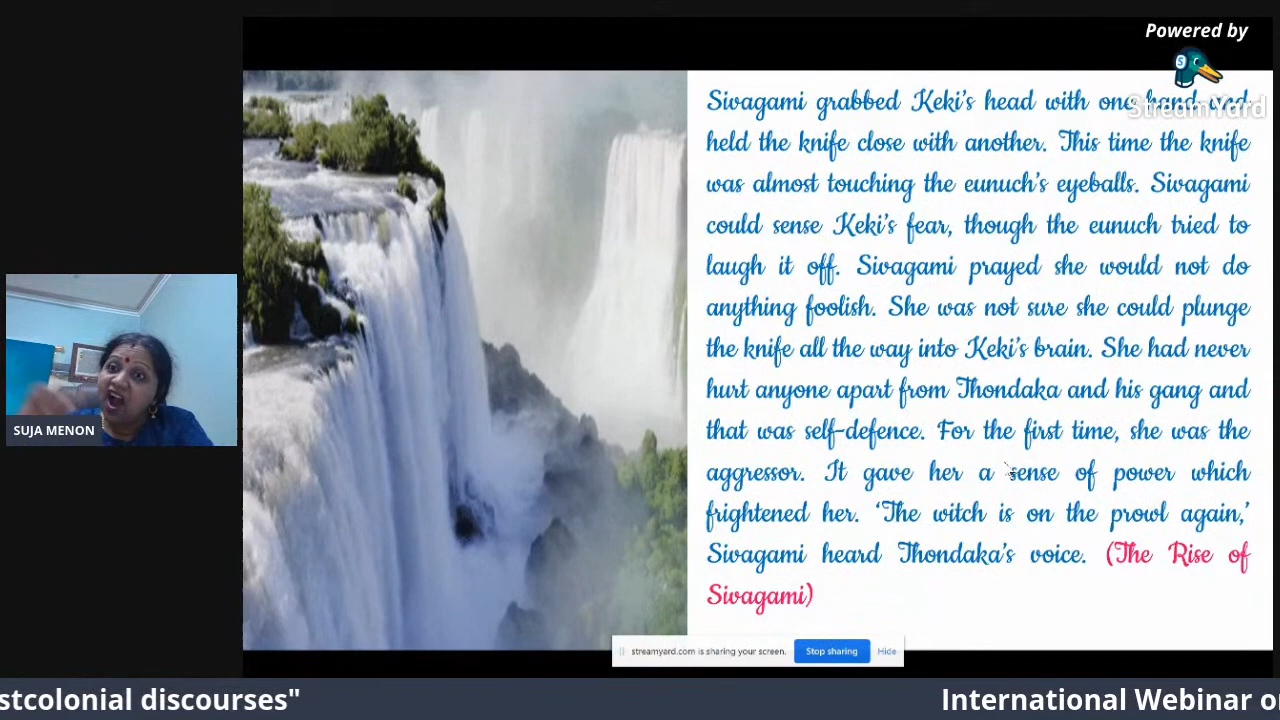 Powered by
StreamYard
Sivagami grabbed Keki's head with one hand and
held the knife close with another. This time the knife
was almost touching the eunuch's eyeballs. Sivagami
could sense Keki's fear, though the eunuch tried to
laugh it off. Sivagami prayed she would not do
anything foolish. She was not sure she could plunge
the knife all the way into Keki's brain. She had never
hurt anyone apart from Thondaka and his gang and
that was self-defence. For the first time, she was the
aggressor. It gave her a sense of power which
frightened her. 'The witch is on the prowl again,'
Sivagami heard Thondaka's voice. (The Rise of
Sivagami)
SUJA MENON
streamyard.com is sharing your screen. Stop sharing Hide
stcolonial discourses" International Webinar o